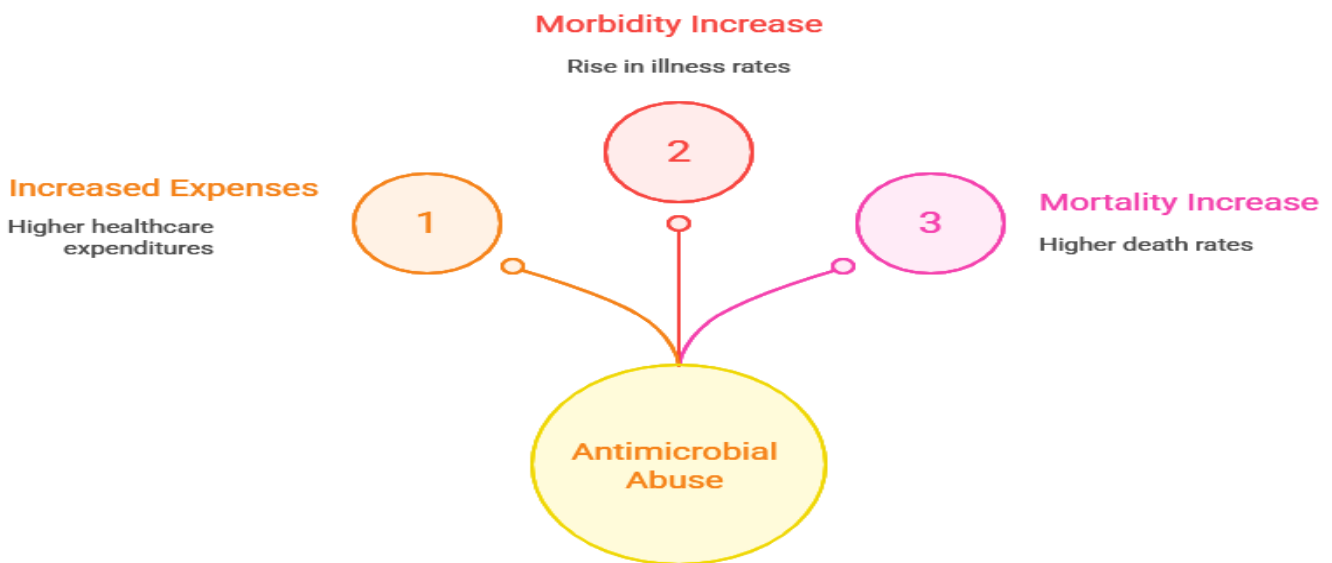 Morbidity Increase
Rise in illness rates
2
Increased Expenses
Higher healthcare
expenditures
1
3
Mortality Increase
Higher death rates
Antimicrobial
Abuse